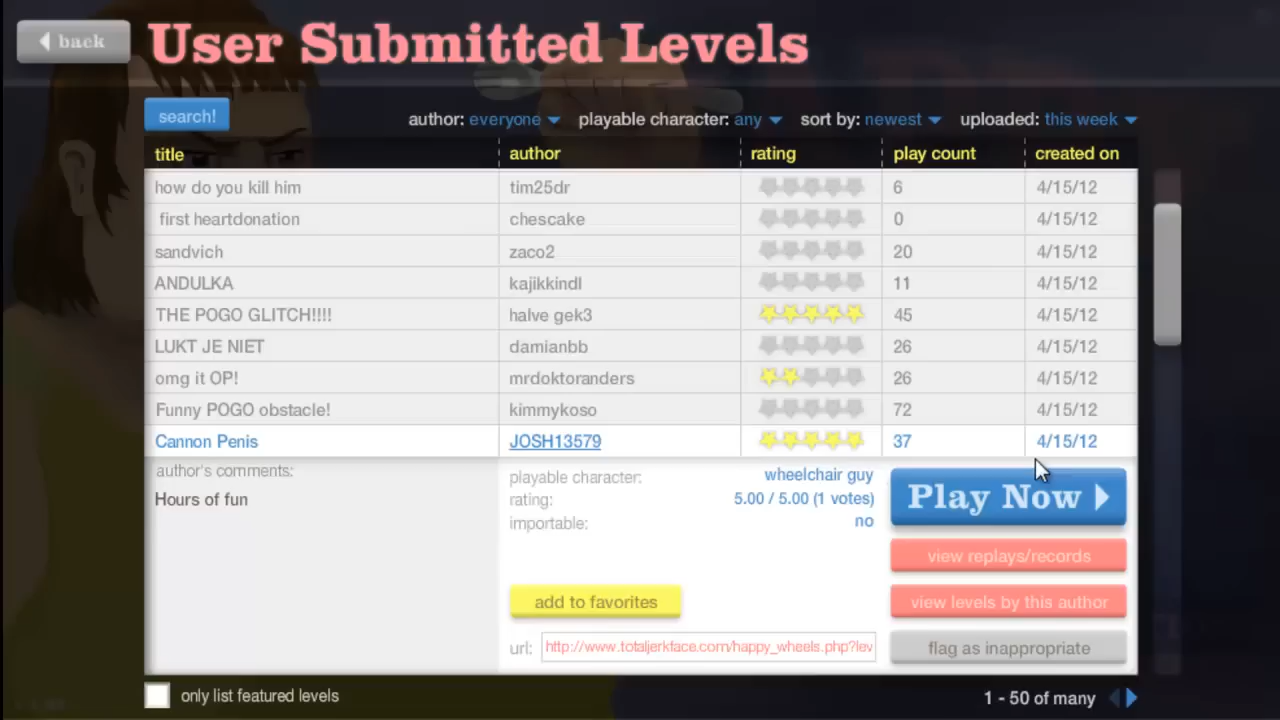 back
User Submitted Levels
search!
author: everyone playable character: any sort by: newest uploaded: this week
title author rating play count created on
how do you kill him tim25dr 6 4/15/12
first heartdonation chescake 0 4/15/12
sandvich zaco2 20 4/15/12
ANDULKA kajikkindl 11 4/15/12
THE POGO GLITCH!!!! halve gek3 45 4/15/12
LUKT JE NIET damianbb 26 4/15/12
omg it OP! mrdoktoranders 26 4/15/12
Funny POGO obstacle! kimmykoso 72 4/15/12
Cannon Penis JOSH13579 37 4/15/12
author's comments:
Hours of fun
playable character: wheelchair guy
rating: 5.00 / 5.00 (1 votes)
importable: no
add to favorites
url: http://www.totaljerkface.com/happy_wheels.php?lev
Play Now
view replays/records
view levels by this author
flag as inappropriate
only list featured levels
1 - 50 of many